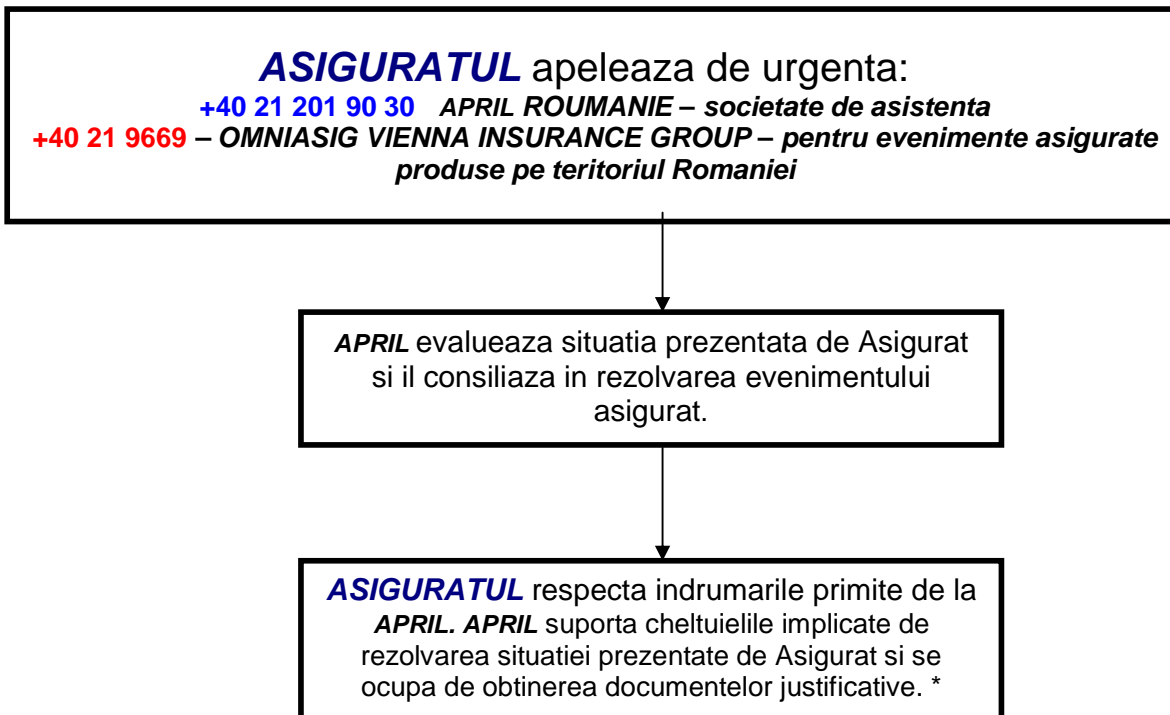 ASIGURATUL apeleaza de urgenta:
+40 21 201 90 30 APRIL ROUMANIE – societate de asistenta
+40 21 9669 – OMNIASIG VIENNA INSURANCE GROUP – pentru evenimente asigurate
produse pe teritoriul Romaniei
APRIL evalueaza situatia prezentata de Asigurat
si il consiliaza in rezolvarea evenimentului
asigurat.
ASIGURATUL respecta indrumarile primite de la
APRIL. APRIL suporta cheltuielile implicate de
rezolvarea situatiei prezentate de Asigurat si se
ocupa de obtinerea documentelor justificative. *